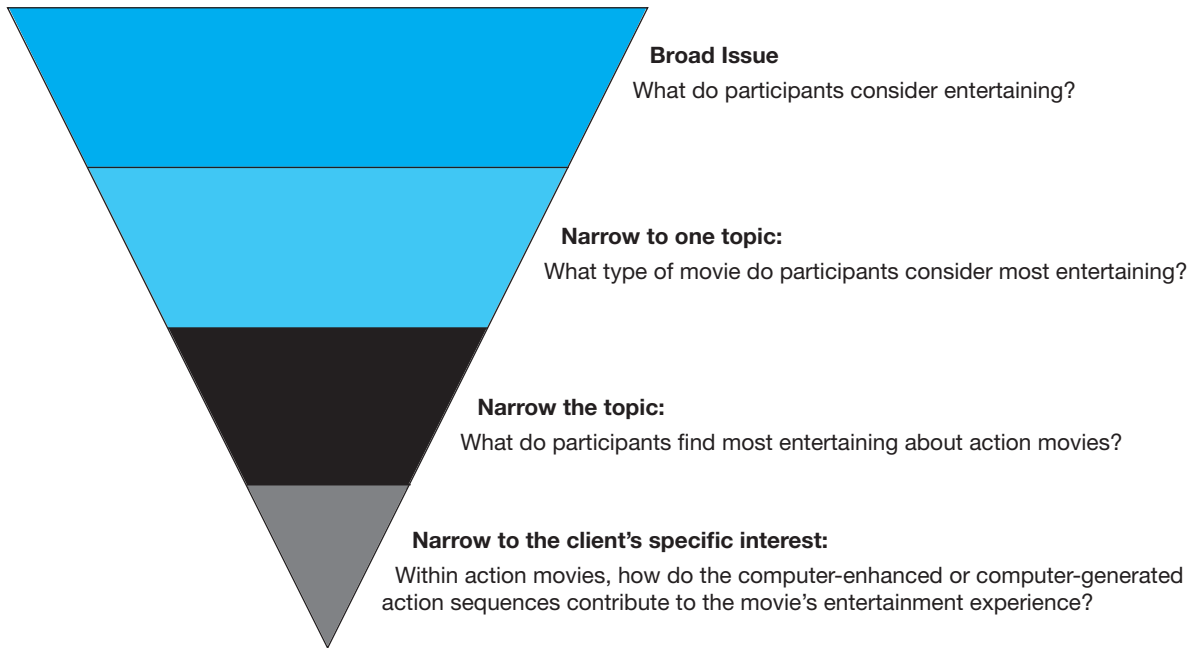 Broad Issue
What do participants consider entertaining?
Narrow to one topic:
What type of movie do participants consider most entertaining?
Narrow the topic:
What do participants find most entertaining about action movies?
Narrow to the client’s specific interest:
Within action movies, how do the computer-enhanced or computer-generated
action sequences contribute to the movie’s entertainment experience?